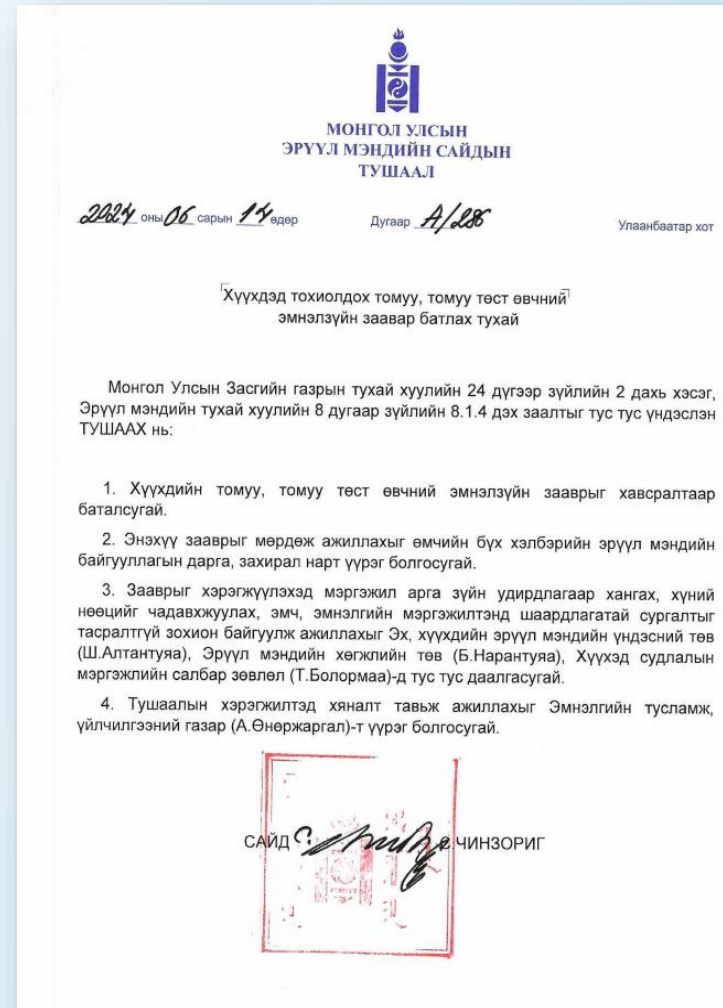 МОНГОЛ УЛСЫН
ЭРҮҮЛ МЭНДИЙН САЙДЫН
ТУШААЛ
2024 оны 06 сарын 14 өдөр Дугаар А/286 Улаанбаатар хот
Хүүхдэд тохиолдох томуу, томуу төст өвчний
эмнэлзүйн заавар батлах тухай
Монгол Улсын Засгийн газрын тухай хуулийн 24 дүгээр зүйлийн 2 дахь хэсэг,
Эрүүл мэндийн тухай хуулийн 8 дугаар зүйлийн 8.1.4 дэх заалтыг тус тус үндэслэн
ТУШААХ нь:
1. Хүүхдийн томуу, томуу төст өвчний эмнэлзүйн зааврыг хавсралтаар
баталсугай.
2. Энэхүү зааврыг мөрдөж ажиллахыг өмчийн бүх хэлбэрийн эрүүл мэндийн
байгууллагын дарга, захирал нарт үүрэг болгосугай.
3. Зааврыг хэрэгжүүлэхэд мэргэжил арга зүйн удирдлагаар хангах, хүний
нөөцийг чадавхжуулах, эмч, эмнэлгийн мэргэжилтэнд шаардлагатай сургалтыг
тасралтгүй зохион байгуулж ажиллахыг Эх, хүүхдийн эрүүл мэндийн үндэсний төв
(Ш.Алтантуяа), Эрүүл мэндийн хөгжлийн төв (Б.Нарантуяа), Хүүхэд судлалын
мэргэжлийн салбар зөвлөл (Т.Болормаа)-д тус тус даалгасугай.
4. Тушаалын хэрэгжилтэд хяналт тавьж ажиллахыг Эмнэлгийн тусламж,
үйлчилгээний газар (А.Өнөржаргал)-т үүрэг болгосугай.
САЙД ЧИНЗОРИГ